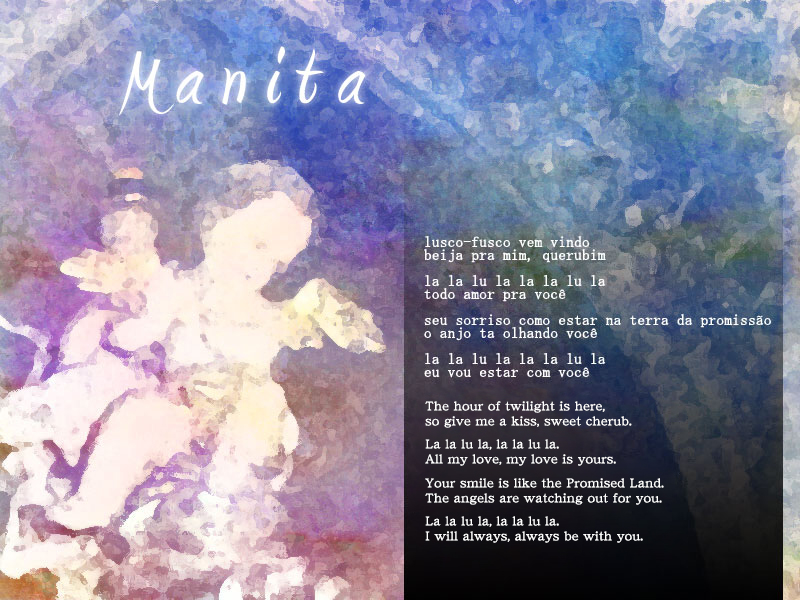 Manita
lusco-fusco vem vindo
beija pra mim, querubim
la la lu la la la lu la
todo amor pra você
seu sorriso como estar na terra da promissão
o anjo ta olhando você
la la lu la la la lu la
eu vou estar com você
The hour of twilight is here,
so give me a kiss, sweet cherub.
La la lu la, la la lu la.
All my love, my love is yours.
Your smile is like the Promised Land.
The angels are watching out for you.
La la lu la, la la lu la.
I will always, always be with you.